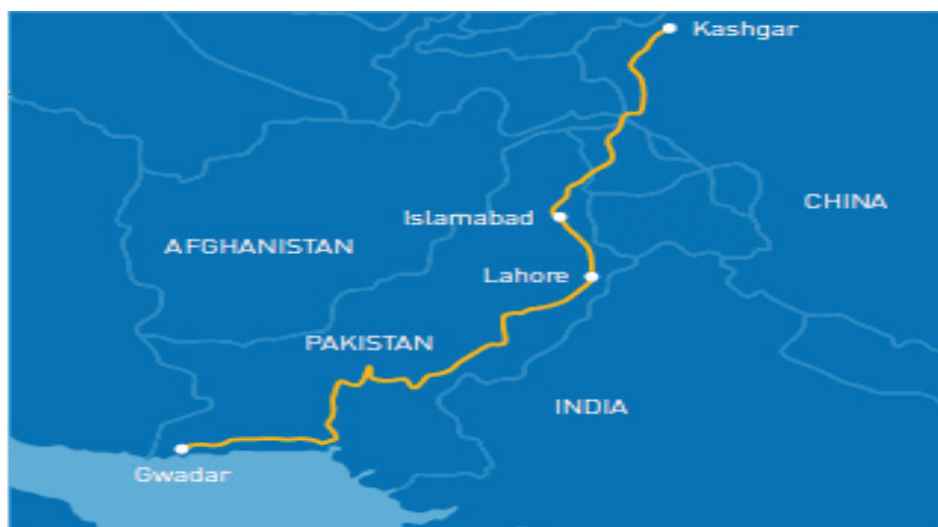 Kashgar
CHINA
Islamabad
AFGHANISTAN
Lahore
PAKISTAN
INDIA
Gwadar